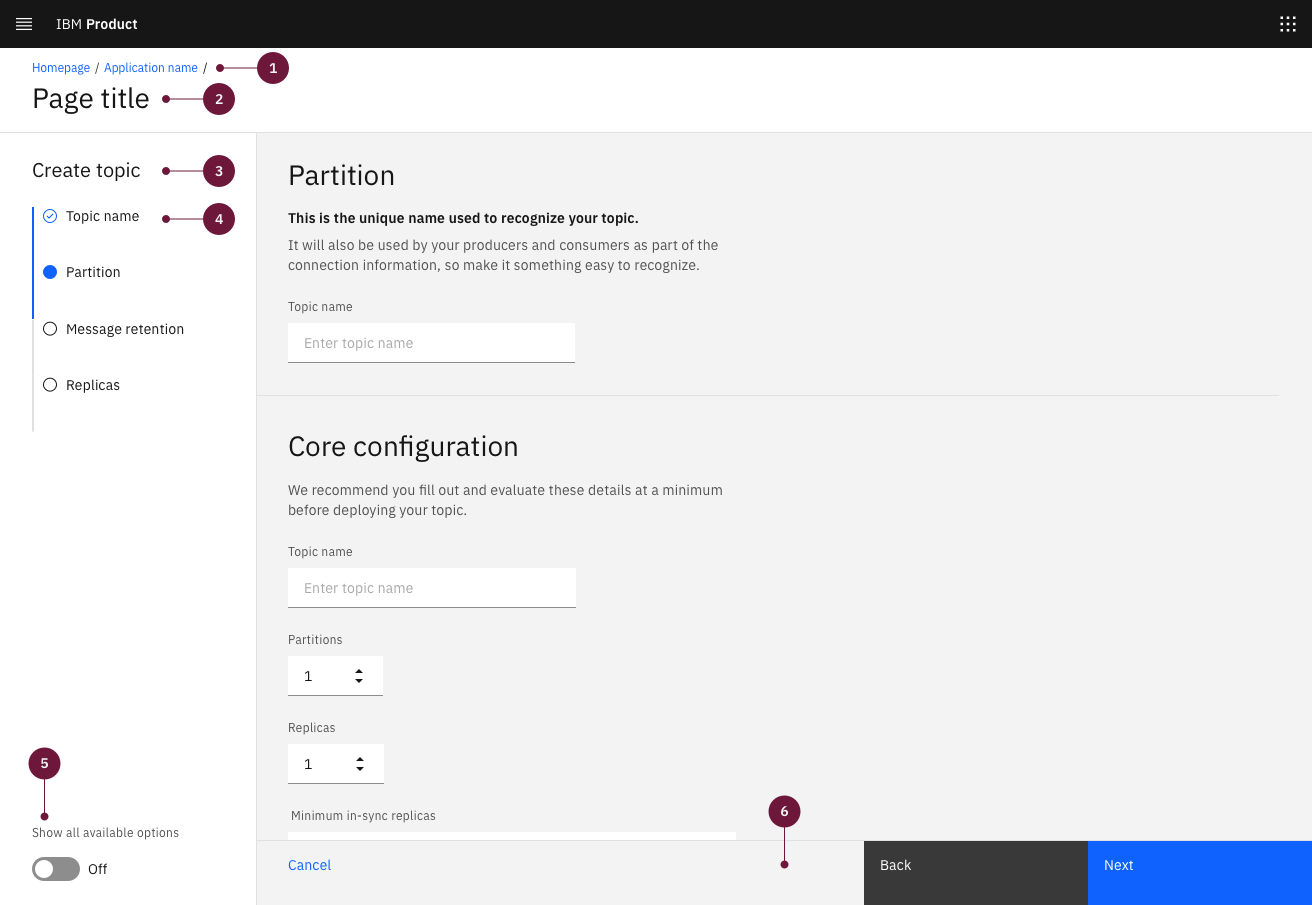 IBM Product
Homepage / Application name /
1
Page title
2
Create topic
3
Topic name
4
Partition
Message retention
Replicas
5
Show all available options
Off
Partition
This is the unique name used to recognize your topic.
It will also be used by your producers and consumers as part of the
connection information, so make it something easy to recognize.
Topic name
Enter topic name
Core configuration
We recommend you fill out and evaluate these details at a minimum
before deploying your topic.
Topic name
Enter topic name
Partitions
1
Replicas
1
Minimum in-sync replicas
6
Cancel
Back
Next